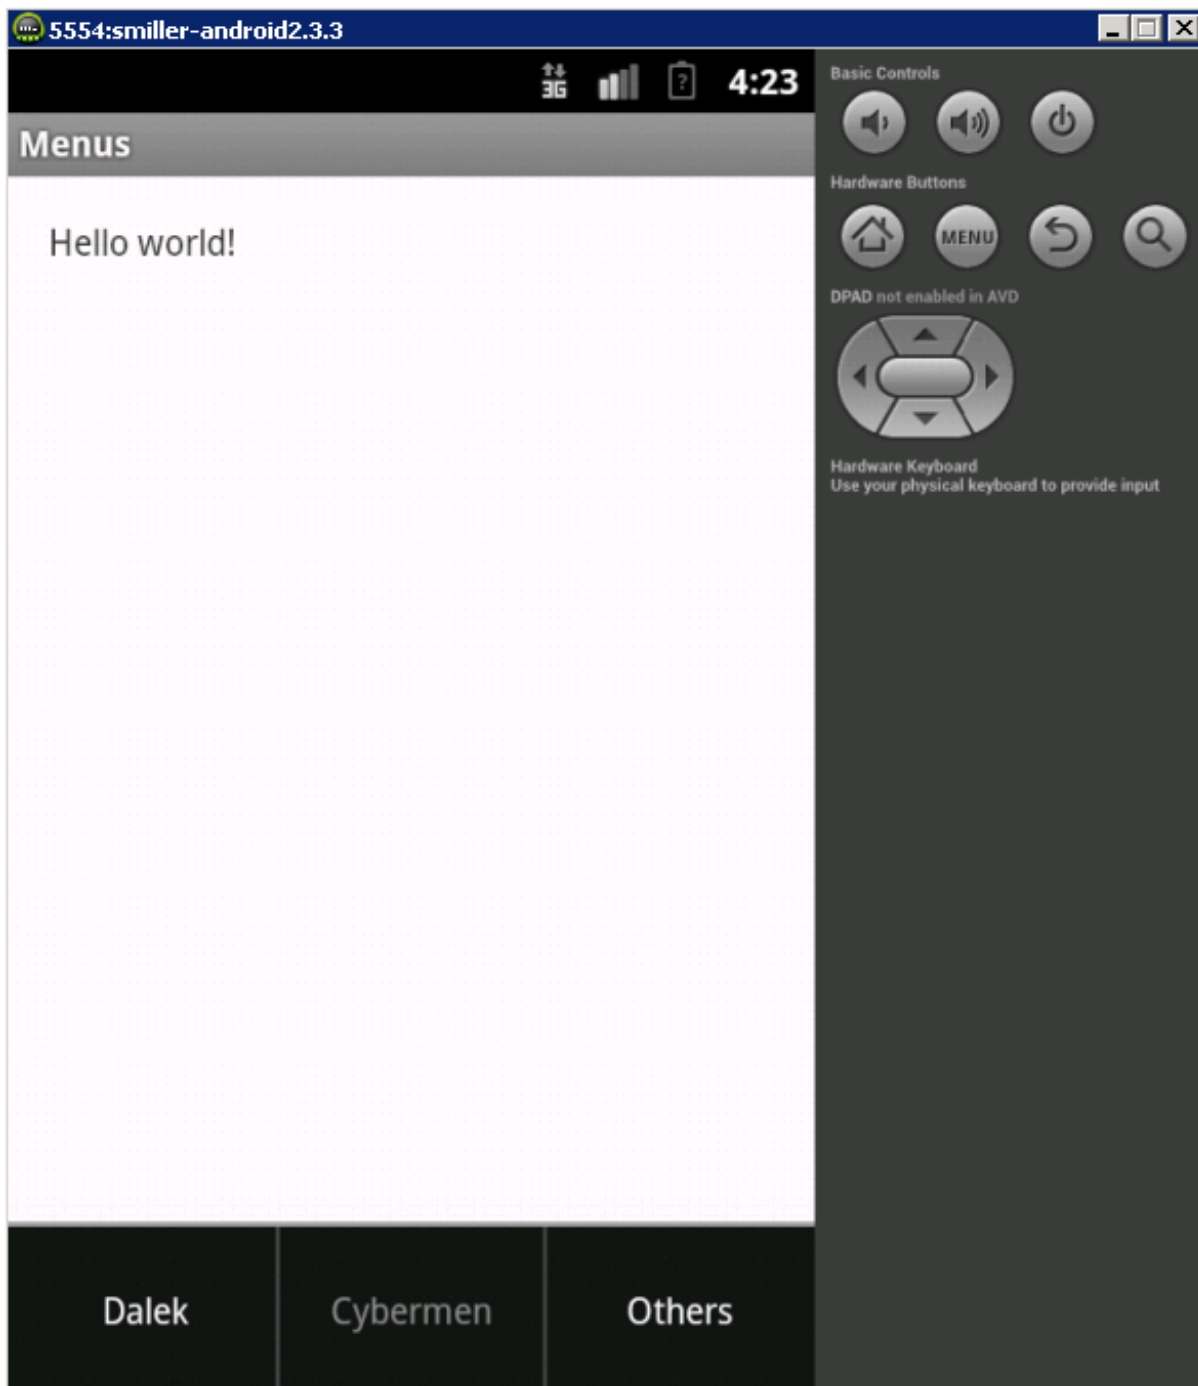 5554:smiller-android2.3.3
3G ? 4:23
Menus
Hello world!
Dalek Cybermen Others
Basic Controls
Hardware Buttons
MENU
DPAD not enabled in AVD
Hardware Keyboard
Use your physical keyboard to provide input